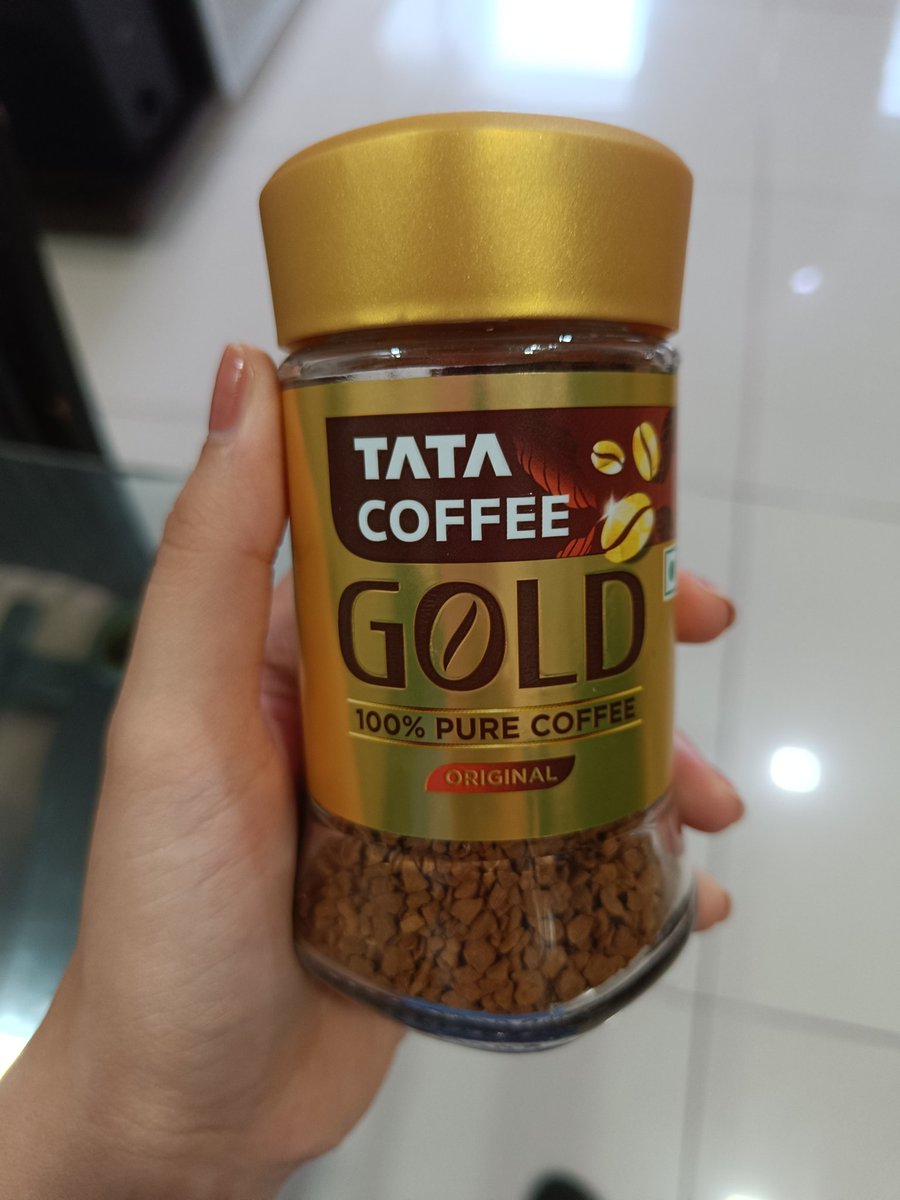 TATA
COFFEE
GOLD
100% PURE COFFEE
ORIGINAL